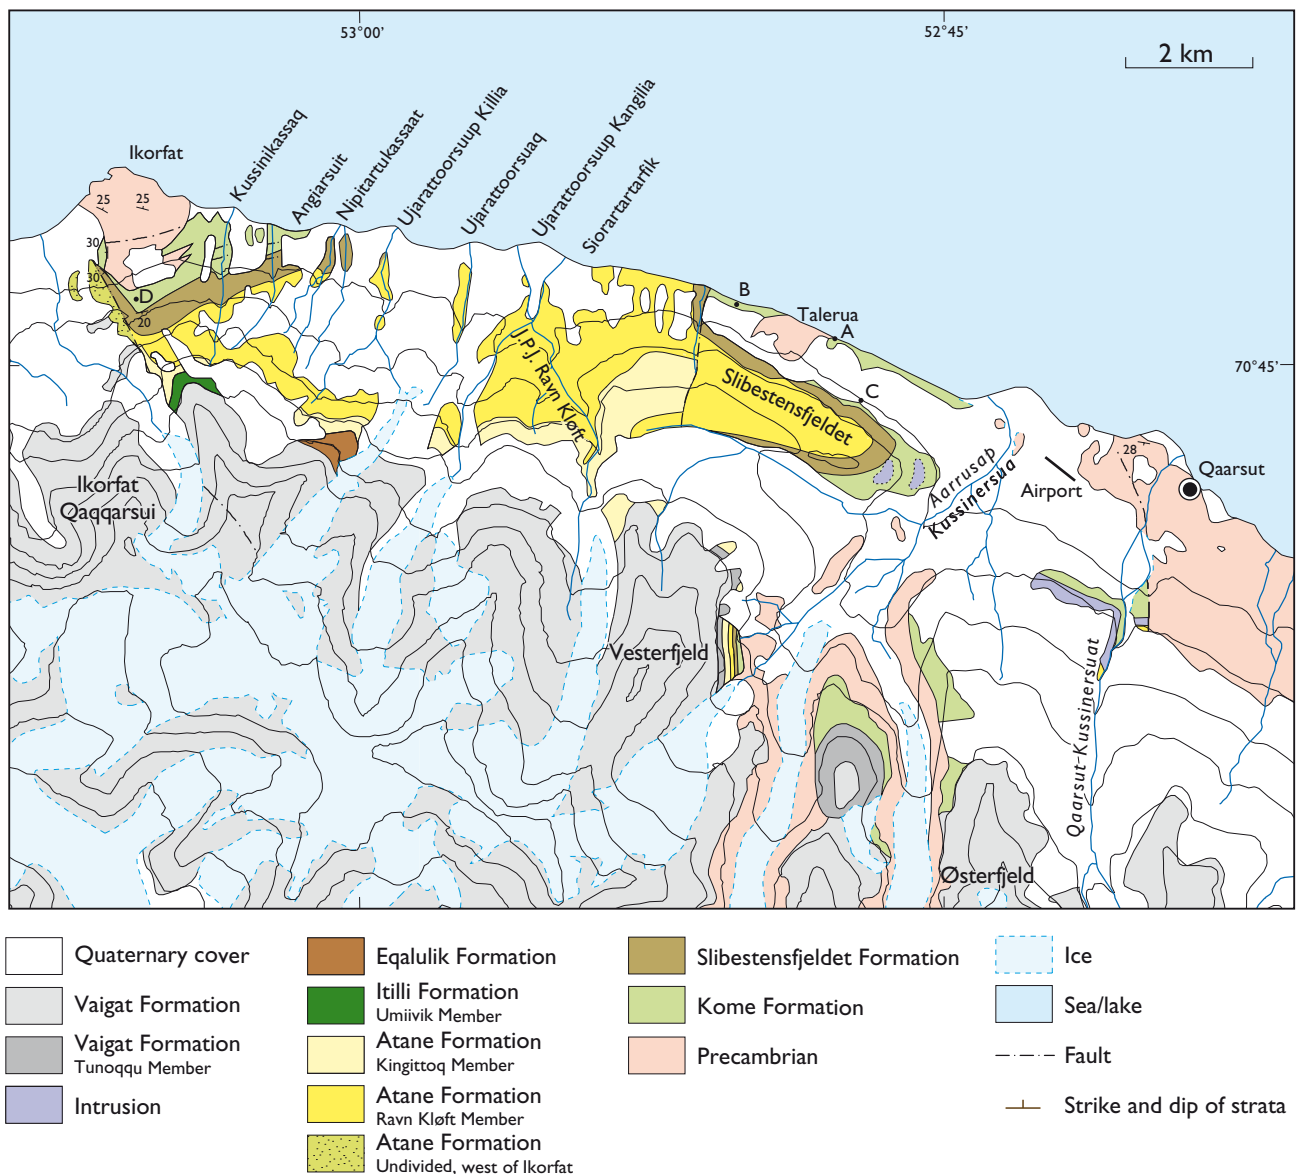 53°00'
52°45'
2 km
Ikorfat
Kussinikassaq
Angiarsuit
Nipitartukassaat
Ujarattoorsuup Killia
Ujarattoorsuaq
Ujarattoorsuup Kangilia
Siorartartarfik
25
25
30
30
D
20
B
Talerua
A
70°45'
J.P.J. Ravn Kløft
Slibestensfjeldet
C
Aarrusap
Kussinersua
28
Airport
Qaarsut
Ikorfat
Qaqqarsui
Vesterfjeld
Qaarsut-Kussinersuat
Østerfjeld
Quaternary cover
Vaigat Formation
Vaigat Formation
Tunoqqu Member
Intrusion
Eqalulik Formation
Itilli Formation
Umiivik Member
Atane Formation
Kingittoq Member
Atane Formation
Ravn Kløft Member
Atane Formation
Undivided, west of Ikorfat
Slibestensfjeldet Formation
Kome Formation
Precambrian
Ice
Sea/lake
Fault
Strike and dip of strata